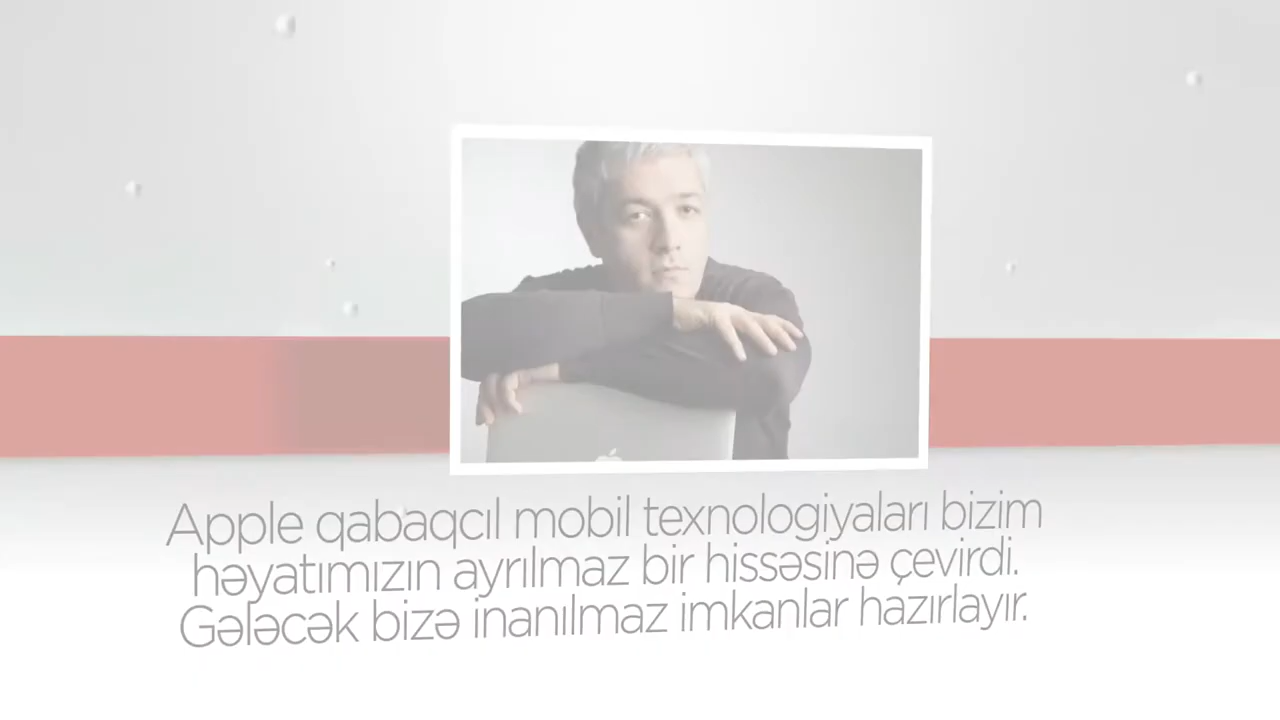 Apple qabaqcıl mobil texnologiyaları bizim
həyatımızın ayrılmaz bir hissəsinə çevirdi.
Gələcək bizə inanılmaz imkanlar hazırlayır.